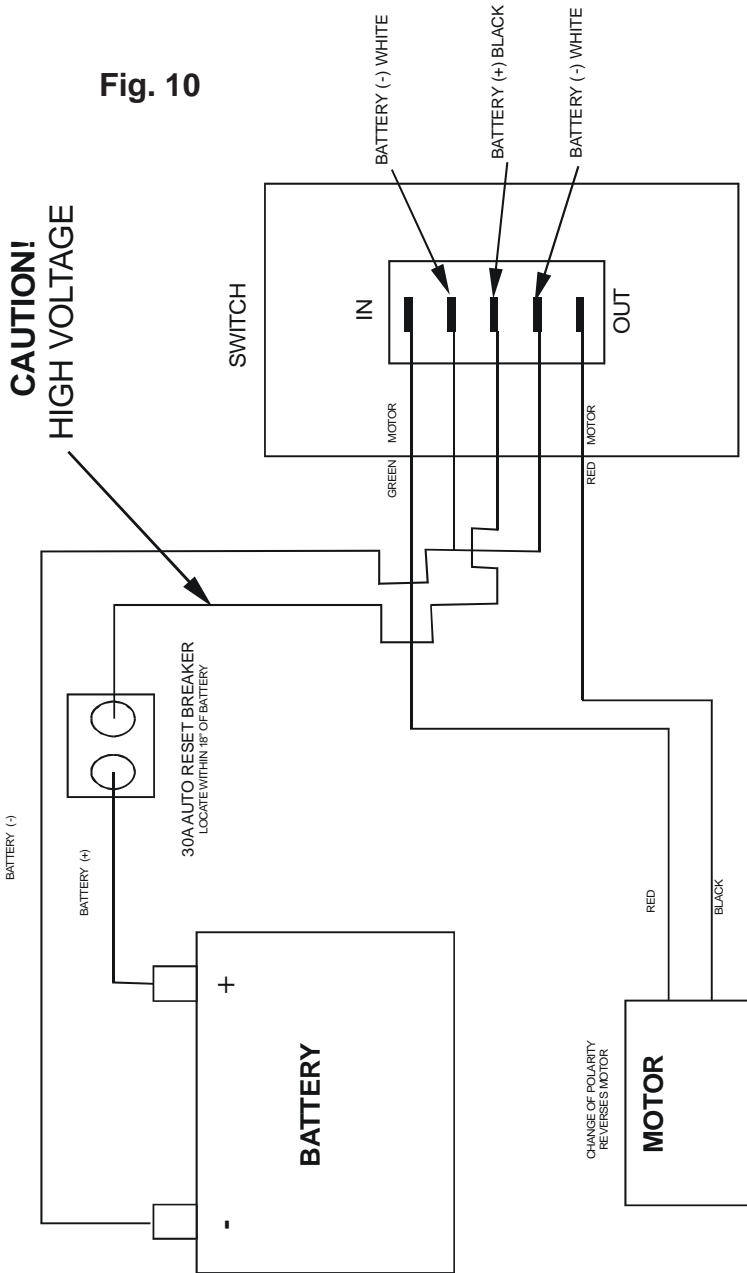 Fig. 10
CAUTION!
HIGH VOLTAGE
BATTERY (-) WHITE
BATTERY (+) BLACK
BATTERY (-) WHITE
SWITCH
IN
OUT
GREEN MOTOR
RED MOTOR
30A AUTO RESET BREAKER
LOCATE WITHIN 18" OF BATTERY
BATTERY (-)
BATTERY (+)
+
-
BATTERY
RED
BLACK
CHANGE OF POLARITY
REVERSES MOTOR
MOTOR